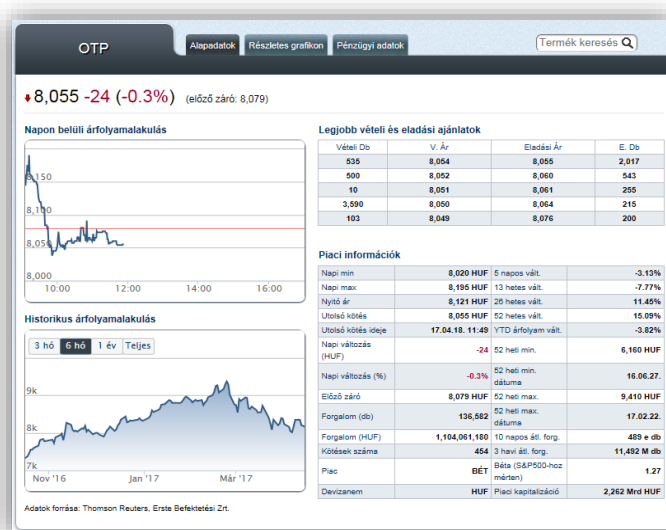 OTP
Alapadatok Részletes grafikon Pénzügyi adatok
Termék keresés
8,055 -24 (-0.3%) (előző záró: 8,079)
Napon belüli árfolyamalakulás
8,150
8,100
8,050
8,000
10:00 12:00 14:00 16:00
Historikus árfolyamalakulás
3 hó 6 hó 1 év Teljes
9k
8k
7k
Nov '16 Jan '17 Már '17
Legjobb vételi és eladási ajánlatok
Vételi Db V. Ár Eladási Ár E. Db
535 8,054 8,055 2,017
500 8,052 8,060 543
10 8,051 8,061 255
3,590 8,050 8,064 215
103 8,049 8,076 200
Piaci információk
Napi min 8,020 HUF 5 napos vált. -3.13%
Napi max 8,195 HUF 13 hetes vált. -7.77%
Nyitó ár 8,121 HUF 26 hetes vált. 11.45%
Utolsó kötés 8,055 HUF 52 hetes vált. 15.09%
Utolsó kötés ideje 17.04.18. 11:49 YTD árfolyam vált. -3.82%
Napi változás (HUF) -24 52 heti min. 6,160 HUF
Napi változás (%) -0.3% 52 heti min. dátuma 16.06.27.
Előző záró 8,079 HUF 52 heti max. 9,410 HUF
Forgalom (db) 136,582 52 heti max. dátuma 17.02.22.
Forgalom (HUF) 1,104,061,180 10 napos átl. forg. 489 e db
Kötések száma 454 3 havi átl. forg. 11,492 M db
Piac BÉT Béta (S&P500-hoz mérten) 1.27
Devizanem HUF Piaci kapitalizáció 2,262 Mrd HUF
Adatok forrása: Thomson Reuters, Erste Befektetési Zrt.